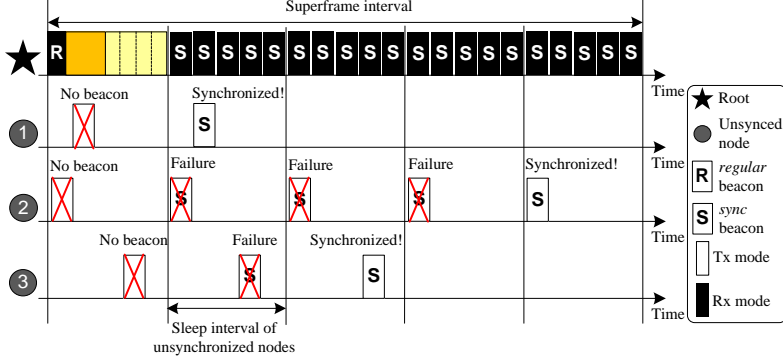 Superframe interval
R S S S S S S S S S S S S S S S S S S S S
Time
No beacon Synchronized!
1 S
Time
No beacon Failure Failure Failure Synchronized!
2 S S S S
Time
No beacon Failure Synchronized!
3 S S
Time
Sleep interval of
unsynchronized nodes
Root
Unsynced
node
R regular
beacon
S sync
beacon
Tx mode
Rx mode